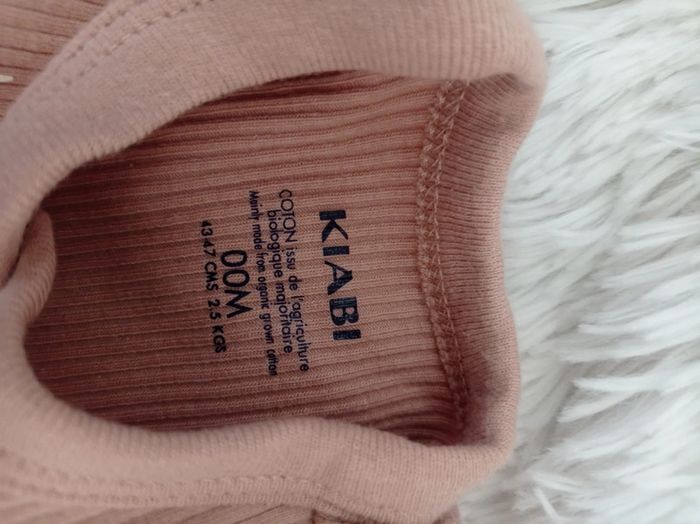 KIABI
COTON issu de l'agriculture
biologique majoritaire
Mainly made from organic grown cotton
00M
43-47 CMS 2.5 KGS